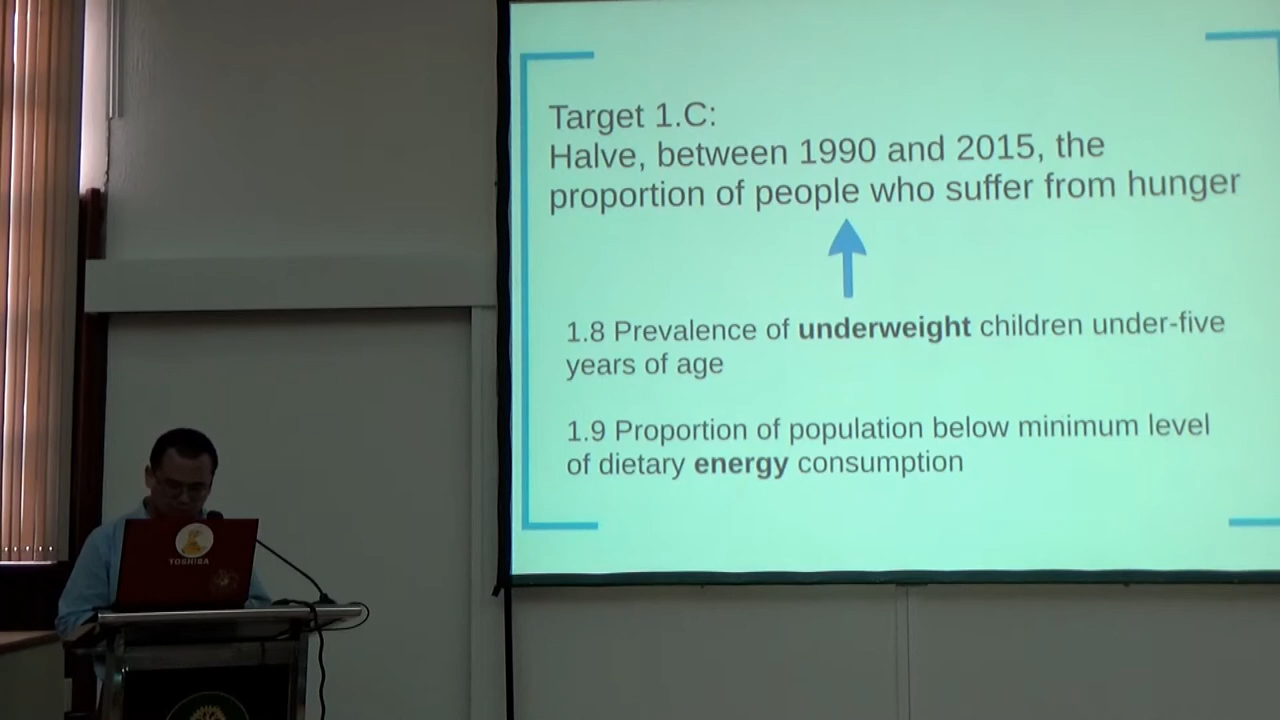 Target 1.C:
Halve, between 1990 and 2015, the
proportion of people who suffer from hunger
1.8 Prevalence of underweight children under-five
years of age
1.9 Proportion of population below minimum level
of dietary energy consumption
TOSHIBA